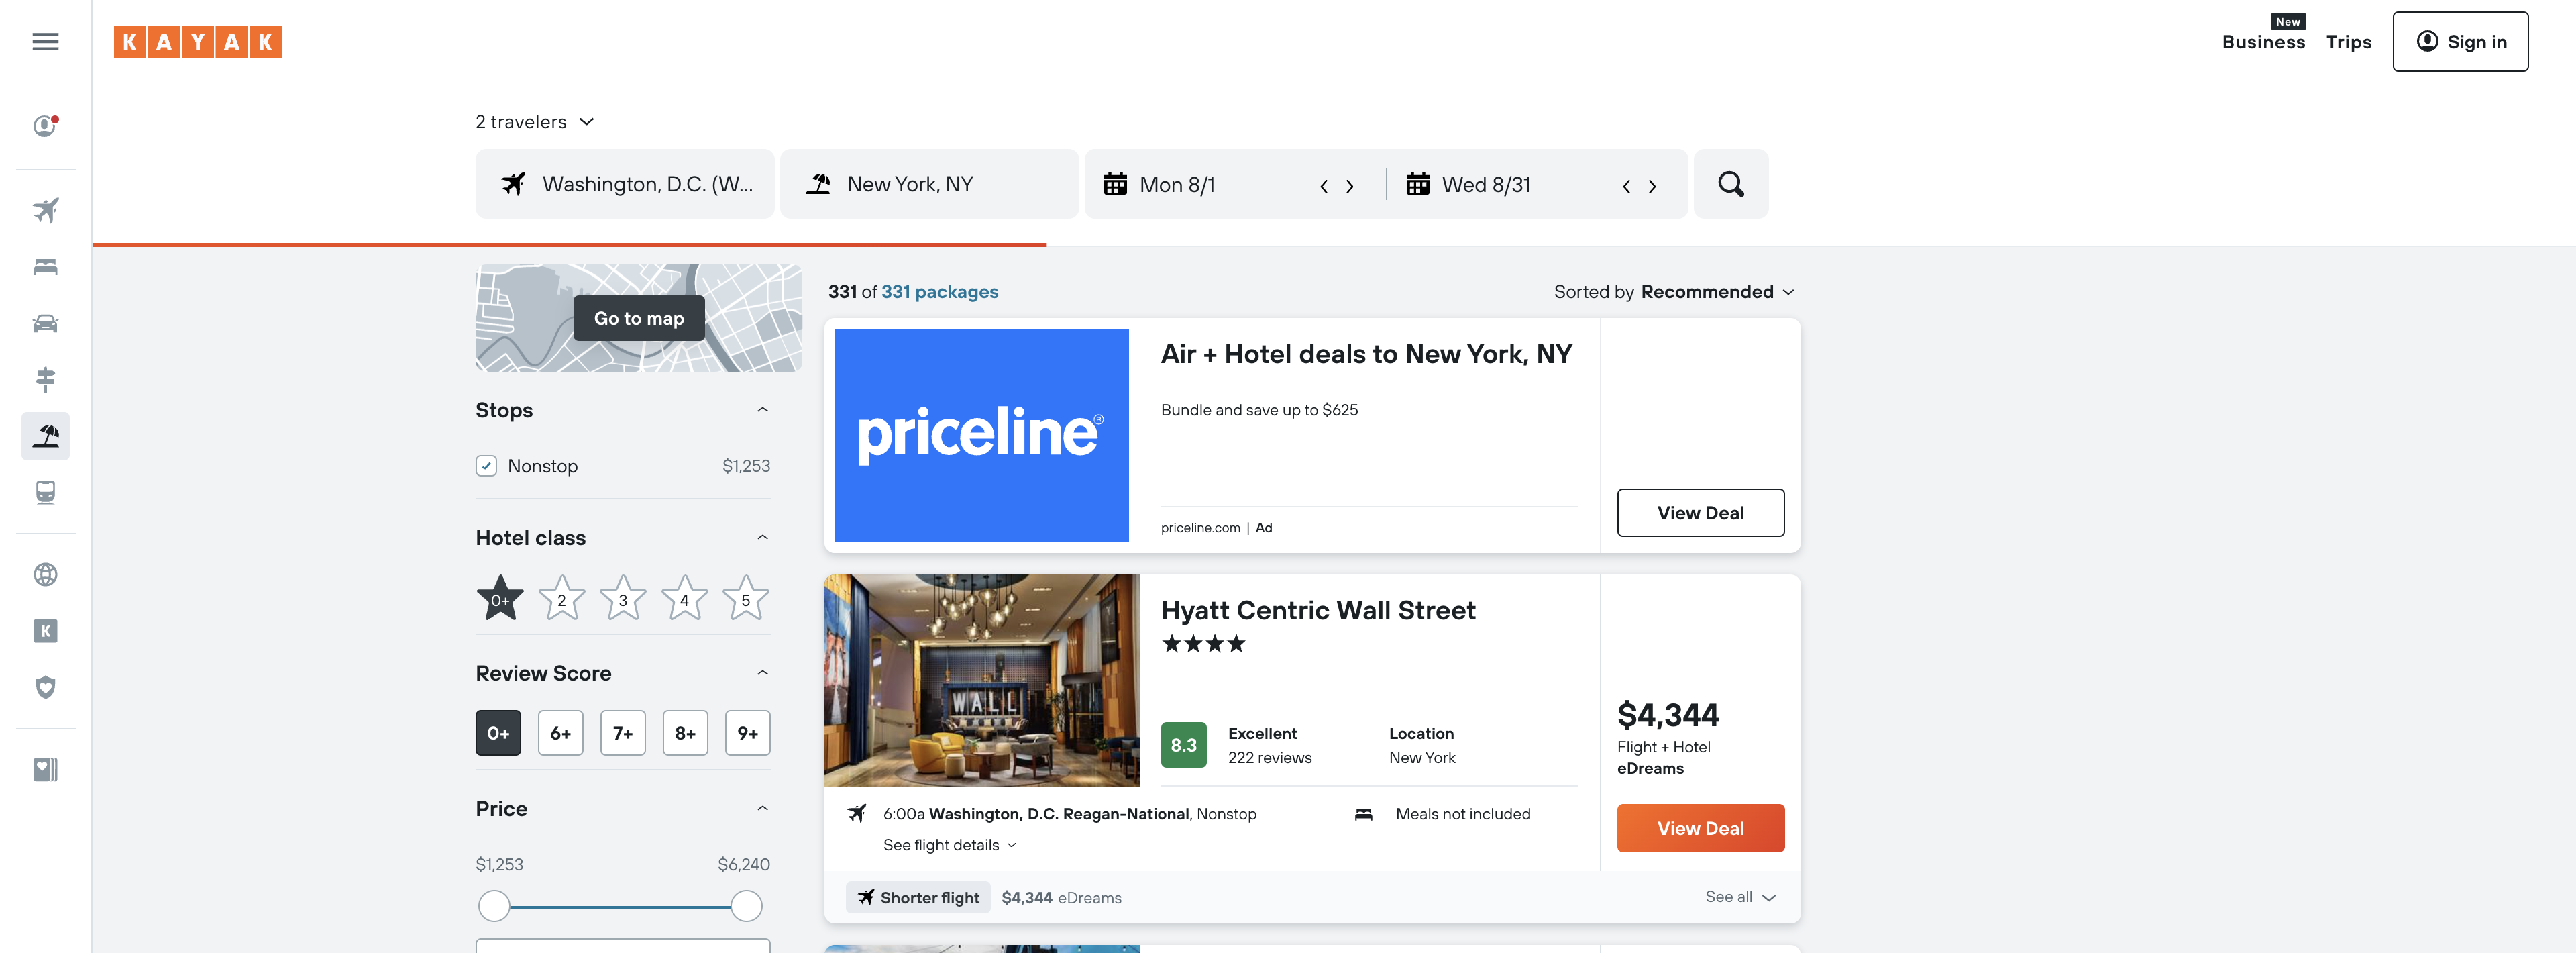 KAYAK
New
Business
Trips
Sign in
2 travelers
Washington, D.C. (W...
New York, NY
Mon 8/1
Wed 8/31
Go to map
331 of 331 packages
Sorted by Recommended
Stops
Nonstop $1,253
Hotel class
0+ 2 3 4 5
Review Score
0+ 6+ 7+ 8+ 9+
Price
$1,253 $6,240
priceline®
Air + Hotel deals to New York, NY
Bundle and save up to $625
priceline.com | Ad
View Deal
WALL
Hyatt Centric Wall Street
8.3
Excellent
222 reviews
Location
New York
$4,344
Flight + Hotel
eDreams
View Deal
6:00a Washington, D.C. Reagan-National, Nonstop
See flight details
Meals not included
Shorter flight
$4,344 eDreams
See all
K